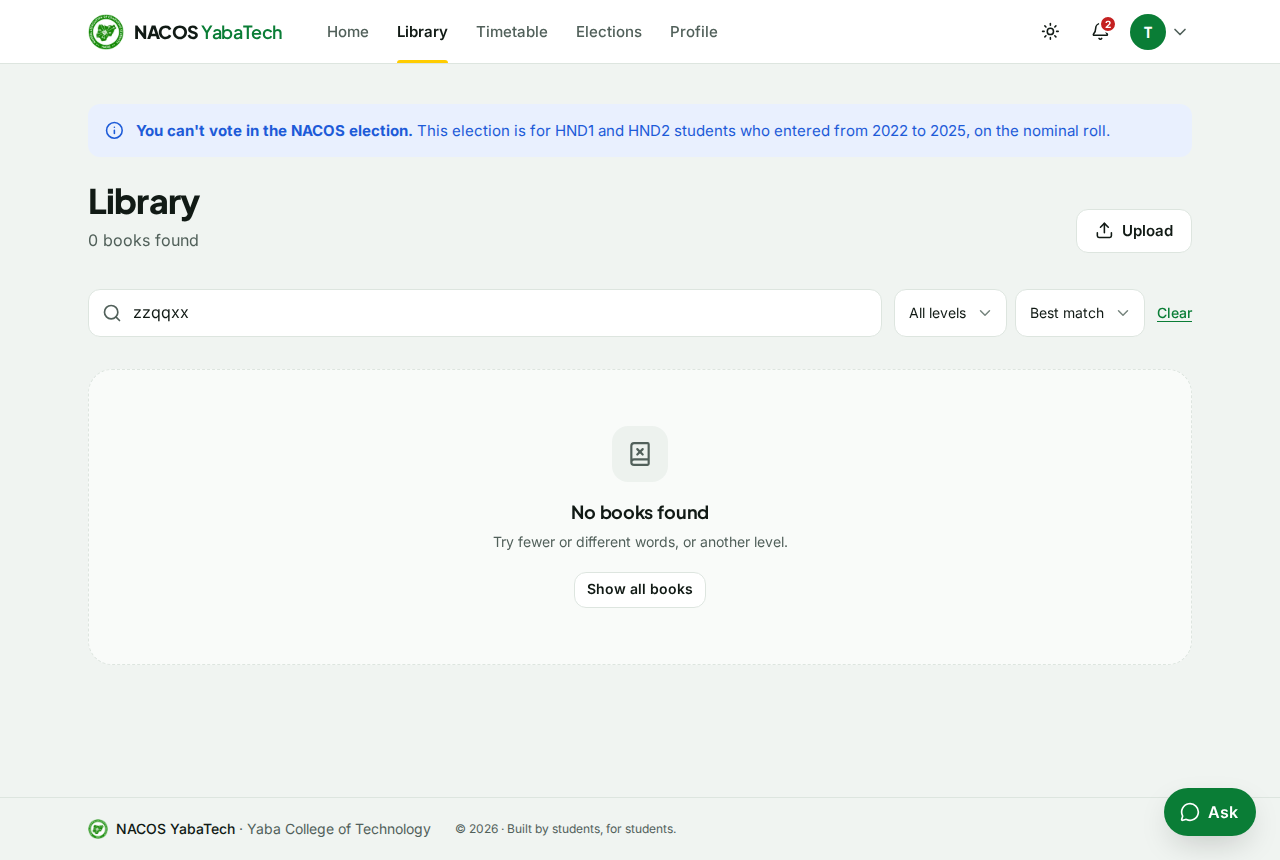 NACOS YabaTech
Home
Library
Timetable
Elections
Profile
2
T
You can't vote in the NACOS election. This election is for HND1 and HND2 students who entered from 2022 to 2025, on the nominal roll.
Library
0 books found
Upload
zzqqxx
All levels
Best match
Clear
No books found
Try fewer or different words, or another level.
Show all books
NACOS YabaTech · Yaba College of Technology
© 2026 · Built by students, for students.
Ask